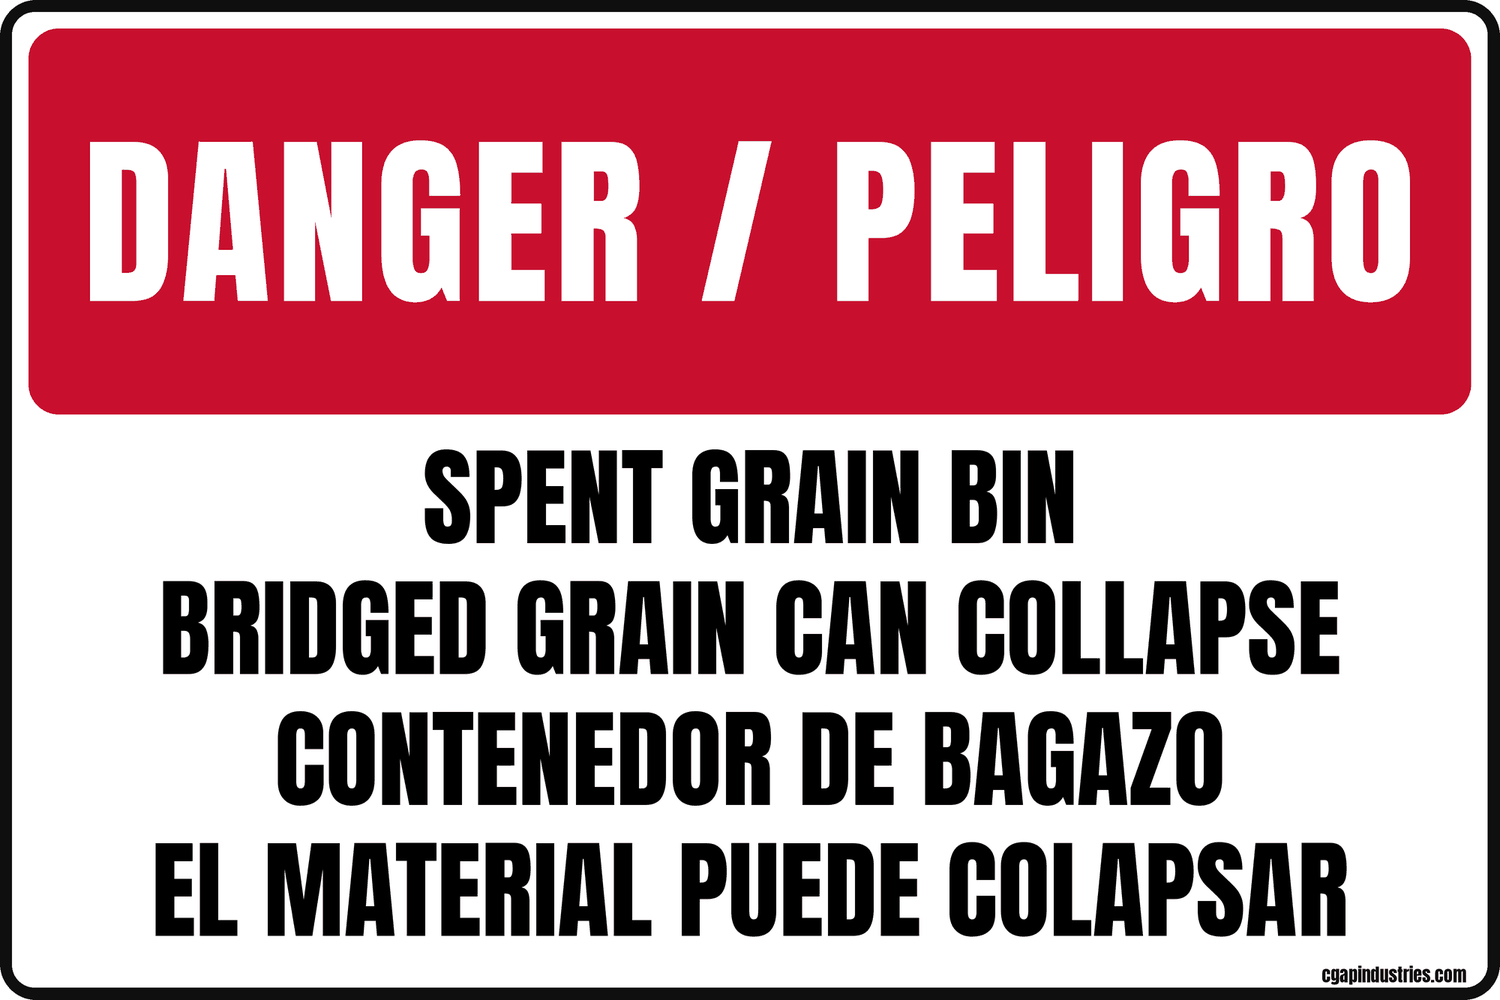 DANGER / PELIGRO
SPENT GRAIN BIN
BRIDGED GRAIN CAN COLLAPSE
CONTENEDOR DE BAGAZO
EL MATERIAL PUEDE COLAPSAR
cgapindustries.com